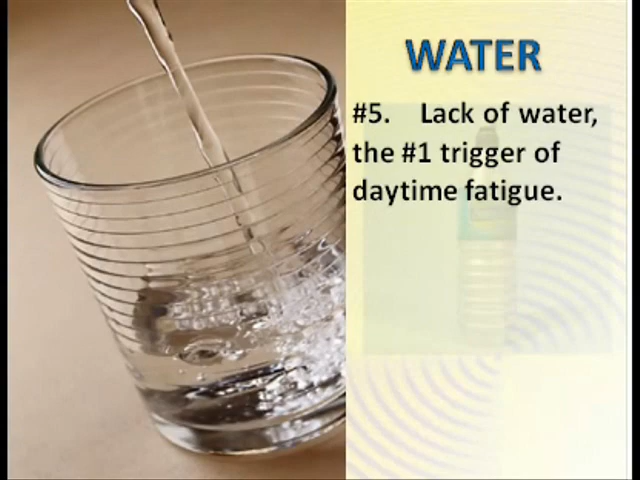 WATER
#5. Lack of water,
the #1 trigger of
daytime fatigue.